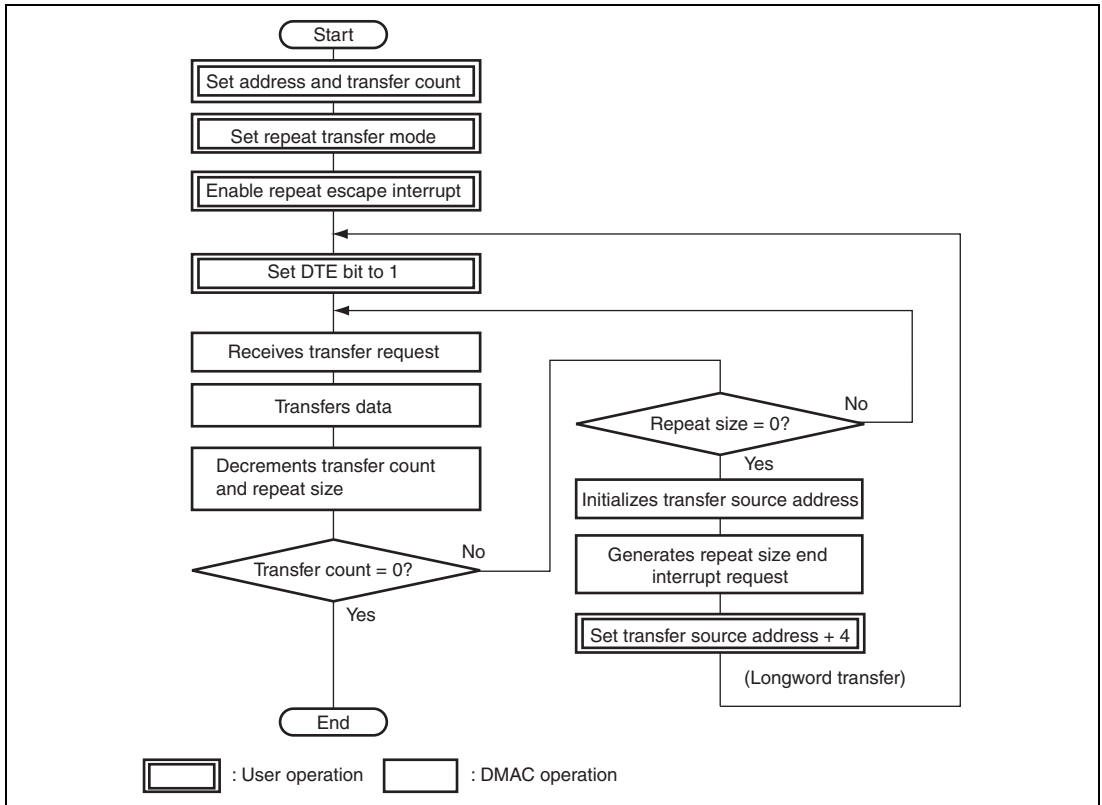 Start
Set address and transfer count
Set repeat transfer mode
Enable repeat escape interrupt
Set DTE bit to 1
Receives transfer request
Transfers data
Decrements transfer count
and repeat size
Transfer count = 0?
No
Yes
End
Repeat size = 0?
No
Yes
Initializes transfer source address
Generates repeat size end
interrupt request
Set transfer source address + 4
(Longword transfer)
: User operation
: DMAC operation